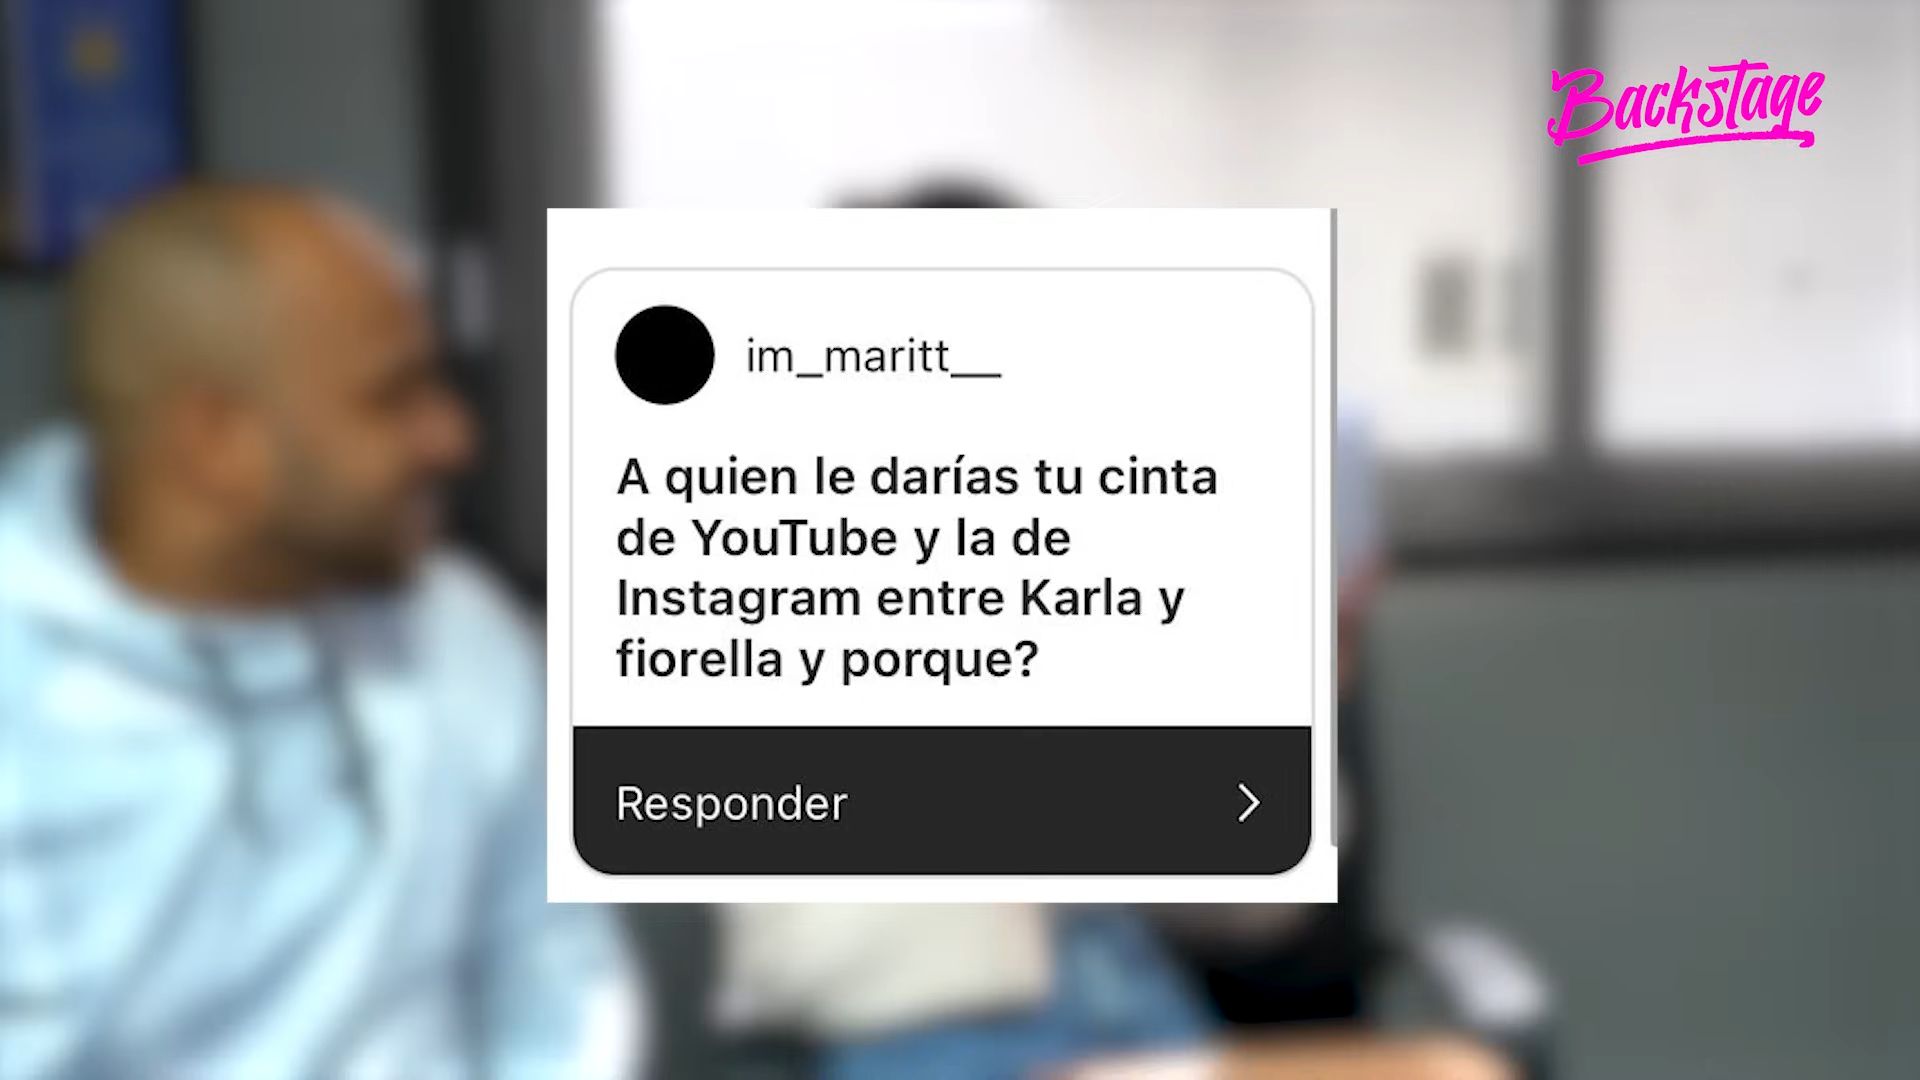 Backstage
im_maritt__
A quien le darías tu cinta
de YouTube y la de
Instagram entre Karla y
fiorella y porque?
Responder